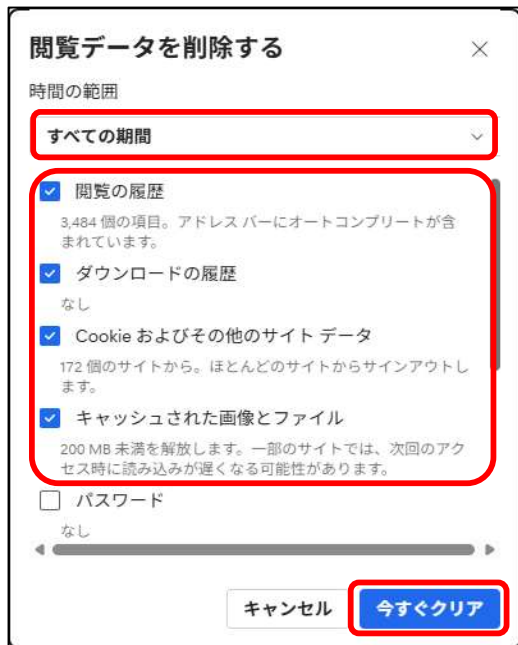 閲覧データを削除する
時間の範囲
すべての期間
閲覧の履歴
3,484 個の項目。アドレス バーにオートコンプリートが含
まれています。
ダウンロードの履歴
なし
Cookie およびその他のサイト データ
172 個のサイトから。ほとんどのサイトからサインアウトし
ます。
キャッシュされた画像とファイル
200 MB 未満を解放します。一部のサイトでは、次回のアク
セス時に読み込みが遅くなる可能性があります。
パスワード
なし
キャンセル 今すぐクリア